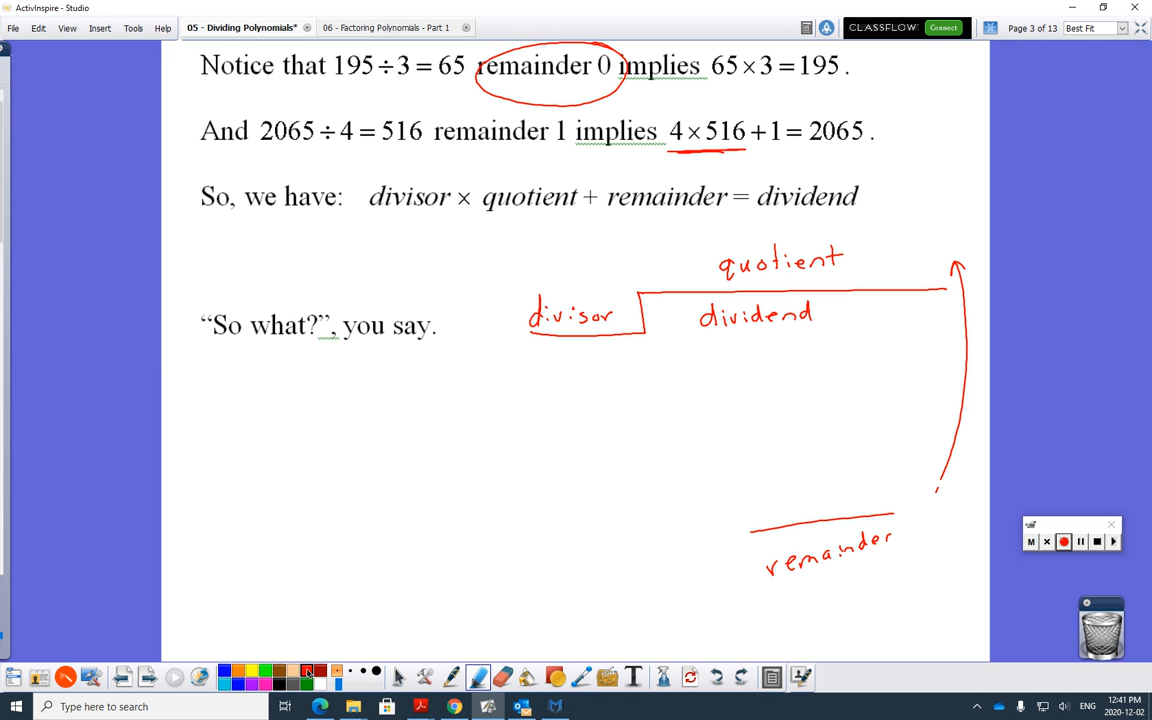 ActivInspire - Studio
File Edit View Insert Tools Help
05 - Dividing Polynomials*
06 - Factoring Polynomials - Part 1
CLASSFLOW Connect
Page 3 of 13
Best Fit
Notice that 195 ÷ 3 = 65 remainder 0 implies 65 × 3 = 195.
And 2065 ÷ 4 = 516 remainder 1 implies 4 × 516 + 1 = 2065.
So, we have: divisor × quotient + remainder = dividend
quotient
divisor dividend
“So what?”, you say.
remainder
M
T
Type here to search
ENG
12:41 PM
2020-12-02